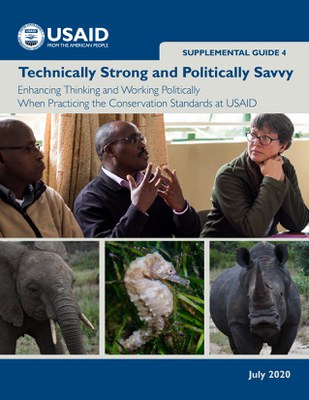 USAID
FROM THE AMERICAN PEOPLE
SUPPLEMENTAL GUIDE 4
Technically Strong and Politically Savvy
Enhancing Thinking and Working Politically
When Practicing the Conservation Standards at USAID
July 2020